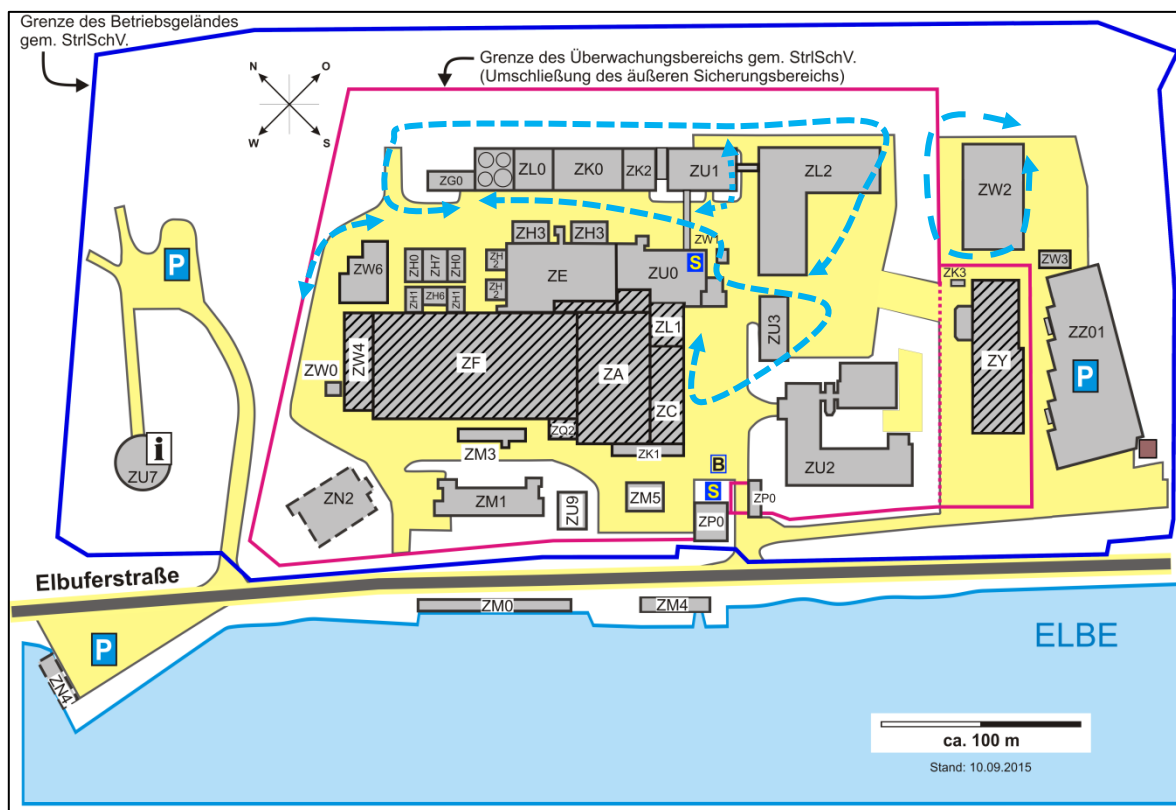 Grenze des Betriebsgeländes
gem. StrlSchV.
Grenze des Überwachungsbereichs gem. StrlSchV.
(Umschließung des äußeren Sicherungsbereichs)
N
O
W
S
ZG0
ZL0
ZK0
ZK2
ZU1
ZL2
ZW2
P
ZW6
ZH0
ZH7
ZH0
ZH1
ZH6
ZH1
ZH
2
ZH
2
ZH3
ZH3
ZE
ZU0
ZW1
S
ZW3
ZK3
ZU3
ZL1
ZW4
ZF
ZA
ZC
ZY
ZZ01
P
ZW0
ZQ2
ZK1
ZM3
ZU2
i
ZU7
ZN2
ZM1
ZU9
ZM5
B
S
ZP0
ZP0
Elbuferstraße
ZM0
ZM4
P
ZN4
ELBE
ca. 100 m
Stand: 10.09.2015